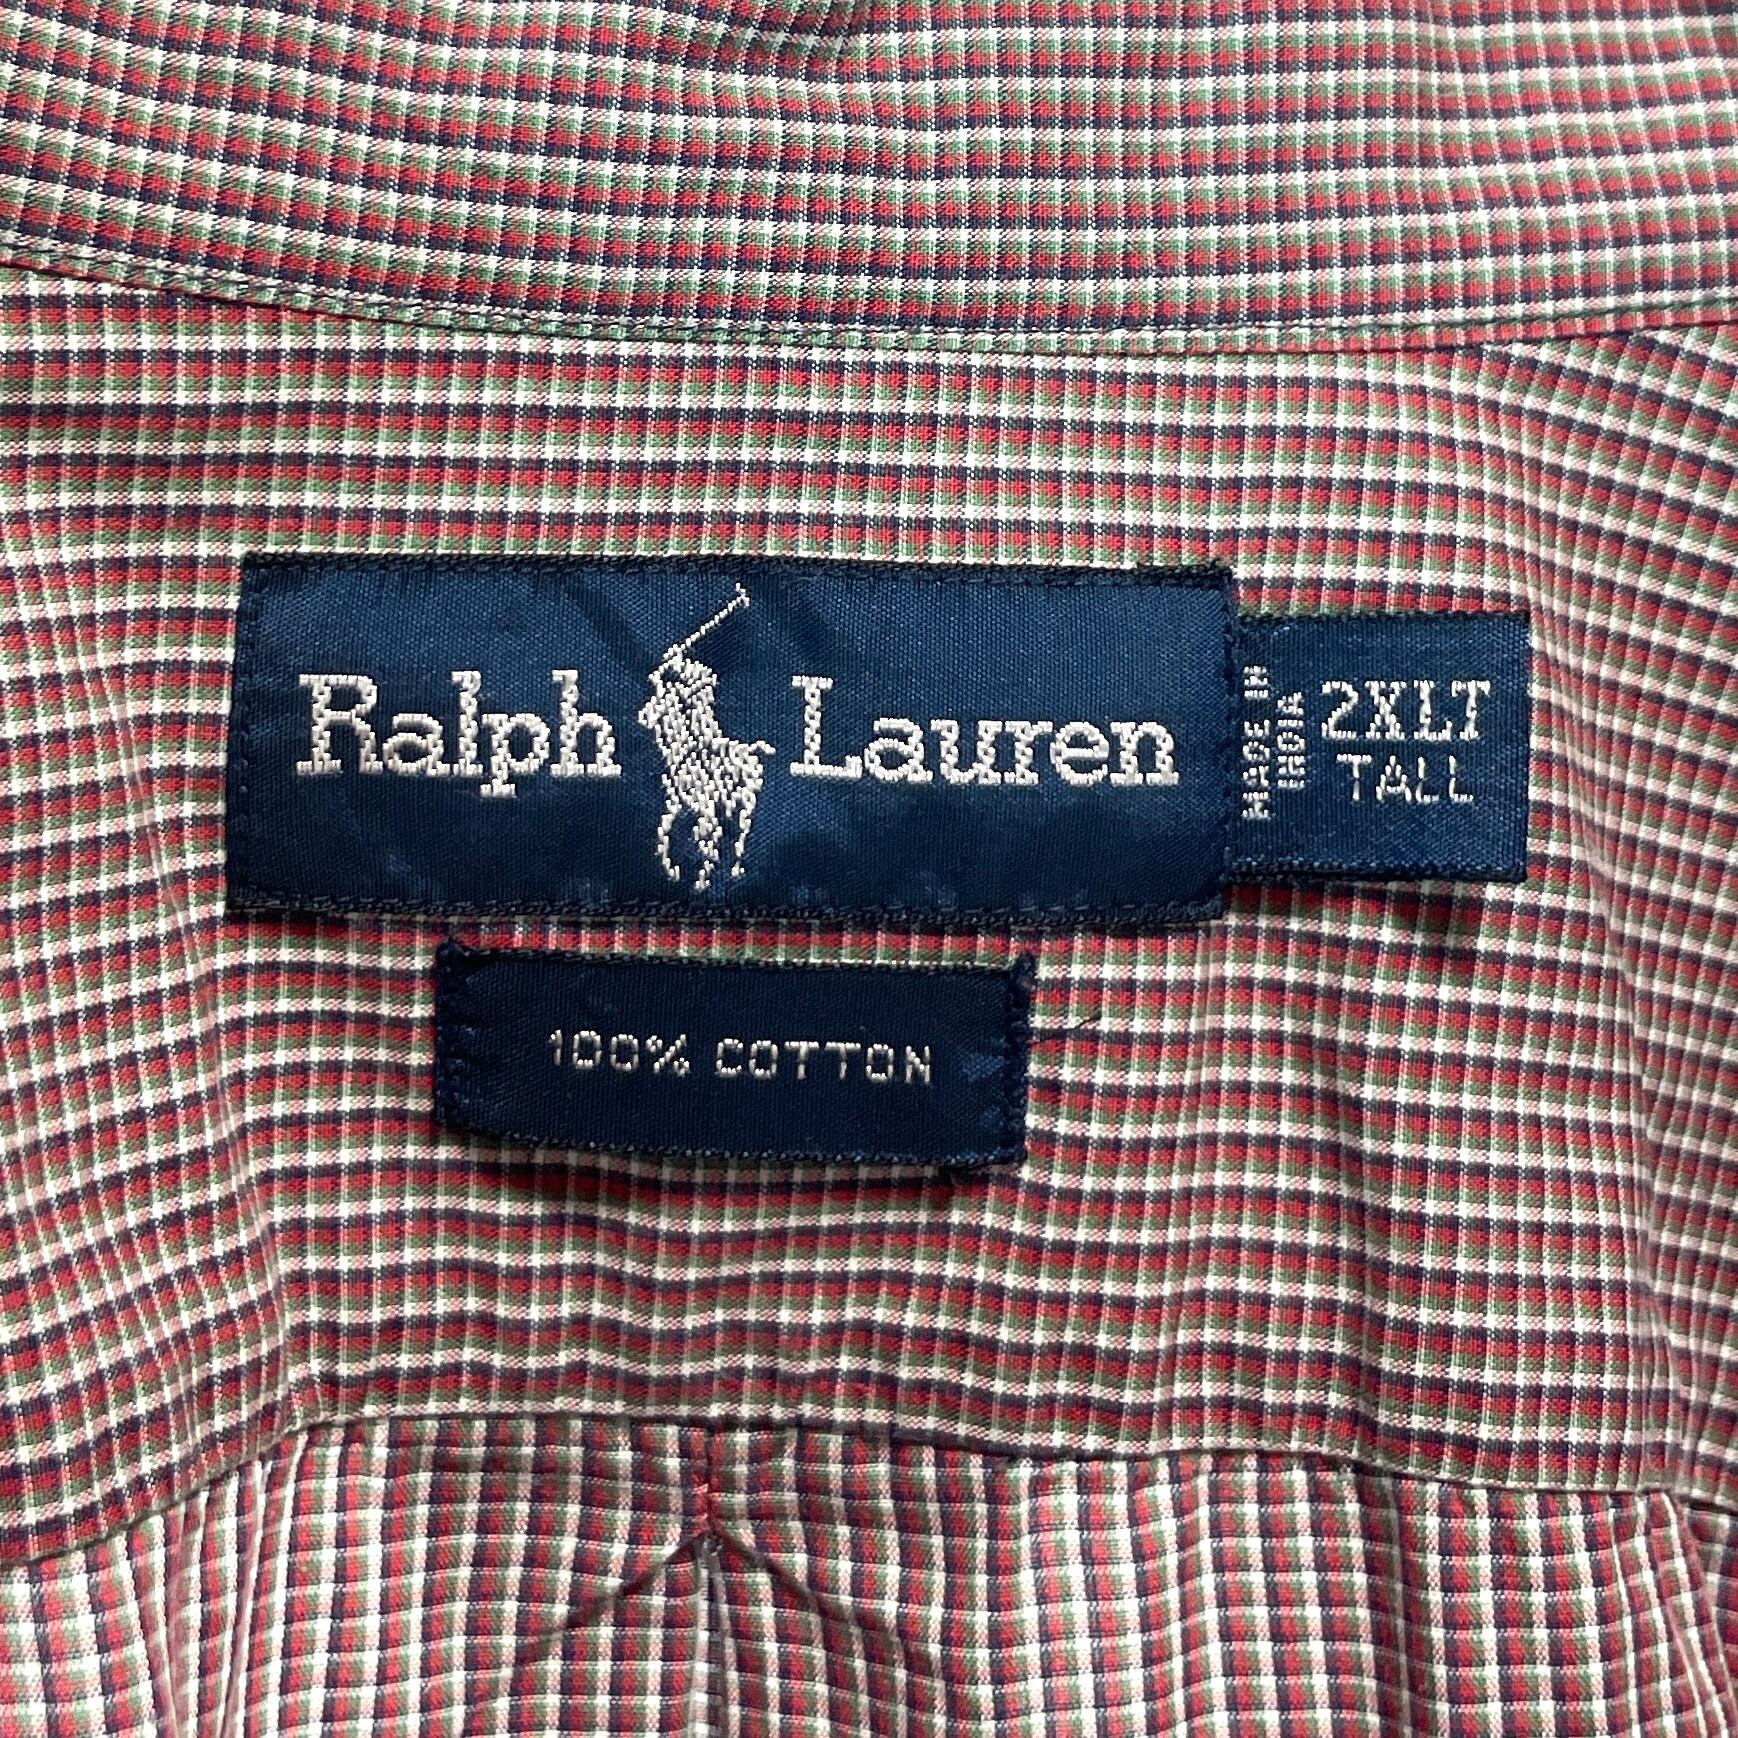 Ralph Lauren
MADE IN
INDIA
2XLT
TALL
100% COTTON